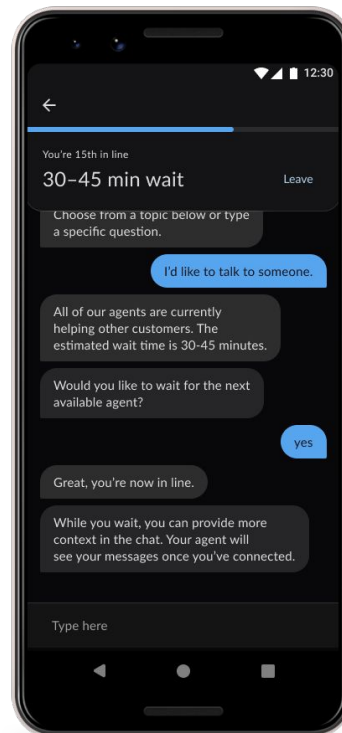 12:30
You're 15th in line
30–45 min wait
Leave
Choose from a topic below or type
a specific question.
I'd like to talk to someone.
All of our agents are currently
helping other customers. The
estimated wait time is 30-45 minutes.
Would you like to wait for the next
available agent?
yes
Great, you're now in line.
While you wait, you can provide more
context in the chat. Your agent will
see your messages once you've connected.
Type here